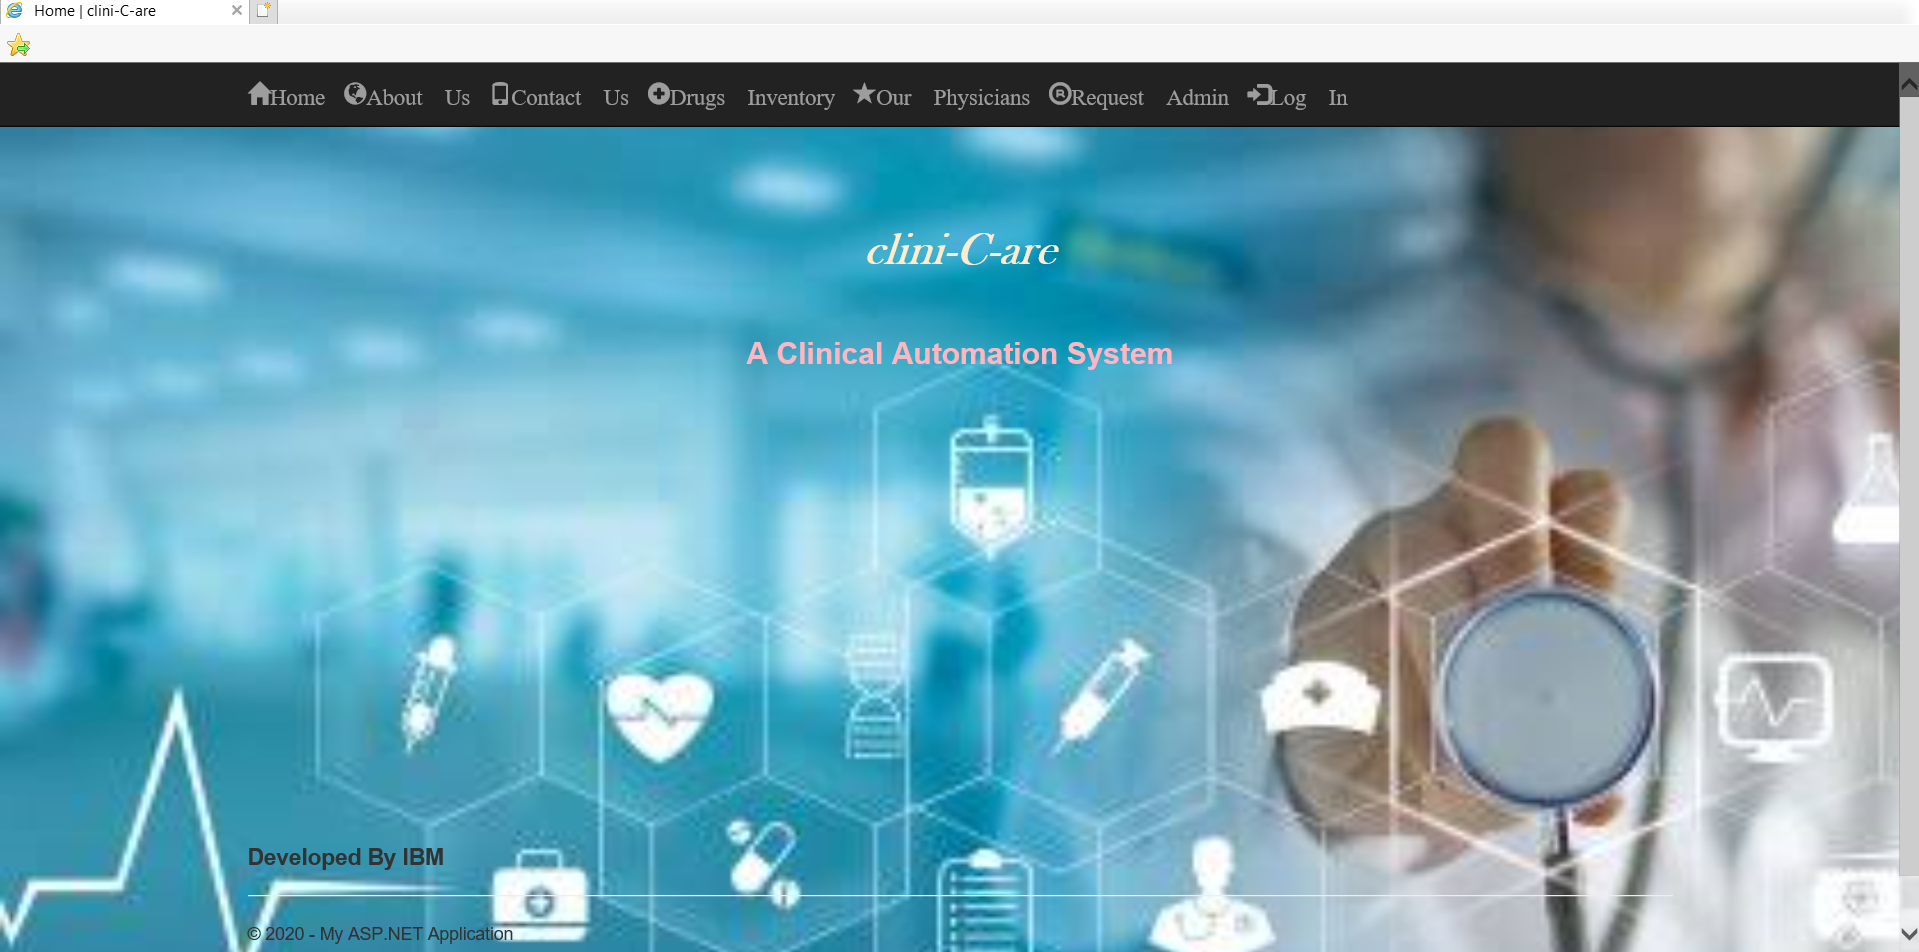 Home | clini-C-are
Home About Us Contact Us Drugs Inventory Our Physicians Request Admin Log In
clini-C-are
A Clinical Automation System
Developed By IBM
© 2020 - My ASP.NET Application